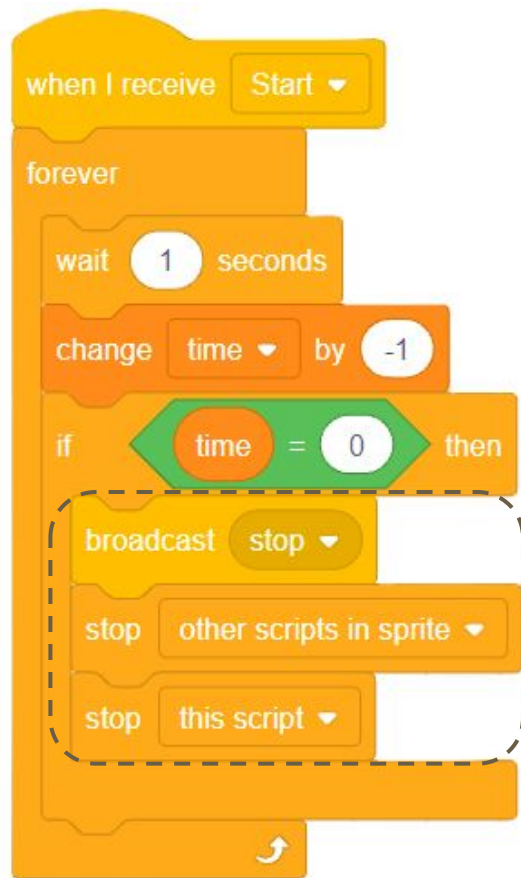 when I receive Start
forever
wait 1 seconds
change time by -1
if time = 0 then
broadcast stop
stop other scripts in sprite
stop this script